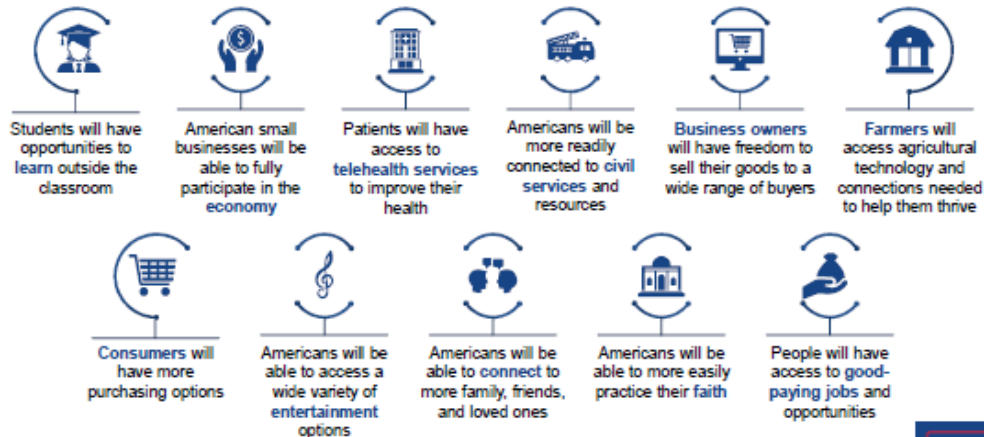 Students will have
opportunities to
learn outside the
classroom
American small
businesses will be
able to fully
participate in the
economy
Patients will have
access to
telehealth services
to improve their
health
Americans will be
more readily
connected to civil
services and
resources
Business owners
will have freedom to
sell their goods to a
wide range of buyers
Farmers will
access agricultural
technology and
connections needed
to help them thrive
Consumers will
have more
purchasing options
Americans will be
able to access a
wide variety of
entertainment
options
Americans will be
able to connect to
more family, friends,
and loved ones
Americans will be
able to more easily
practice their faith
People will have
access to good-
paying jobs and
opportunities